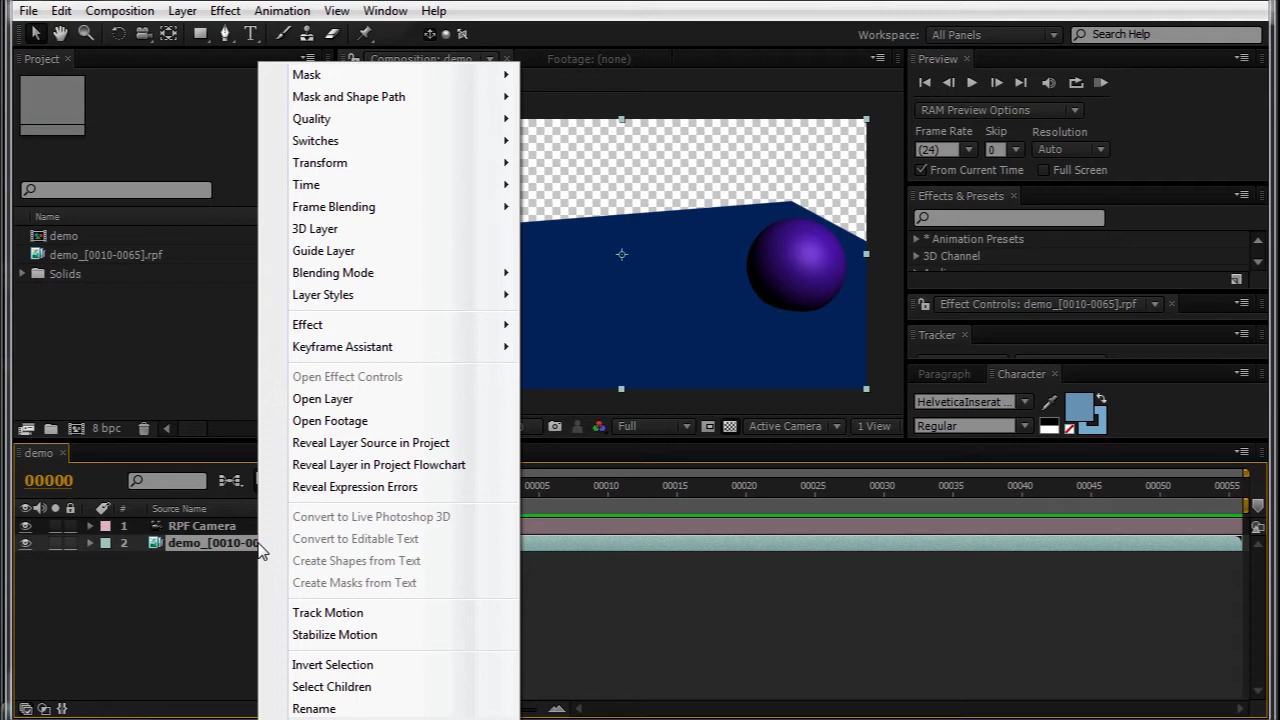 File Edit Composition Layer Effect Animation View Window Help
Workspace: All Panels Search Help
Project
Composition: demo
Footage: (none)
Preview
RAM Preview Options
Frame Rate Skip Resolution
(24) 0 Auto
From Current Time Full Screen
Effects & Presets
* Animation Presets
3D Channel
Effect Controls: demo_[0010-0065].rpf
Tracker
Paragraph Character
HelveticaInserat ...
Regular
Name
demo
demo_[0010-0065].rpf
Solids
8 bpc
Mask
Mask and Shape Path
Quality
Switches
Transform
Time
Frame Blending
3D Layer
Guide Layer
Blending Mode
Layer Styles
Effect
Keyframe Assistant
Open Effect Controls
Open Layer
Open Footage
Reveal Layer Source in Project
Reveal Layer in Project Flowchart
Reveal Expression Errors
Convert to Live Photoshop 3D
Convert to Editable Text
Create Shapes from Text
Create Masks from Text
Track Motion
Stabilize Motion
Invert Selection
Select Children
Rename
Full Active Camera 1 View
demo
00000
# Source Name
00005 00010 00015 00020 00025 00030 00035 00040 00045 00050 00055
1 RPF Camera
2 demo_[0010-00